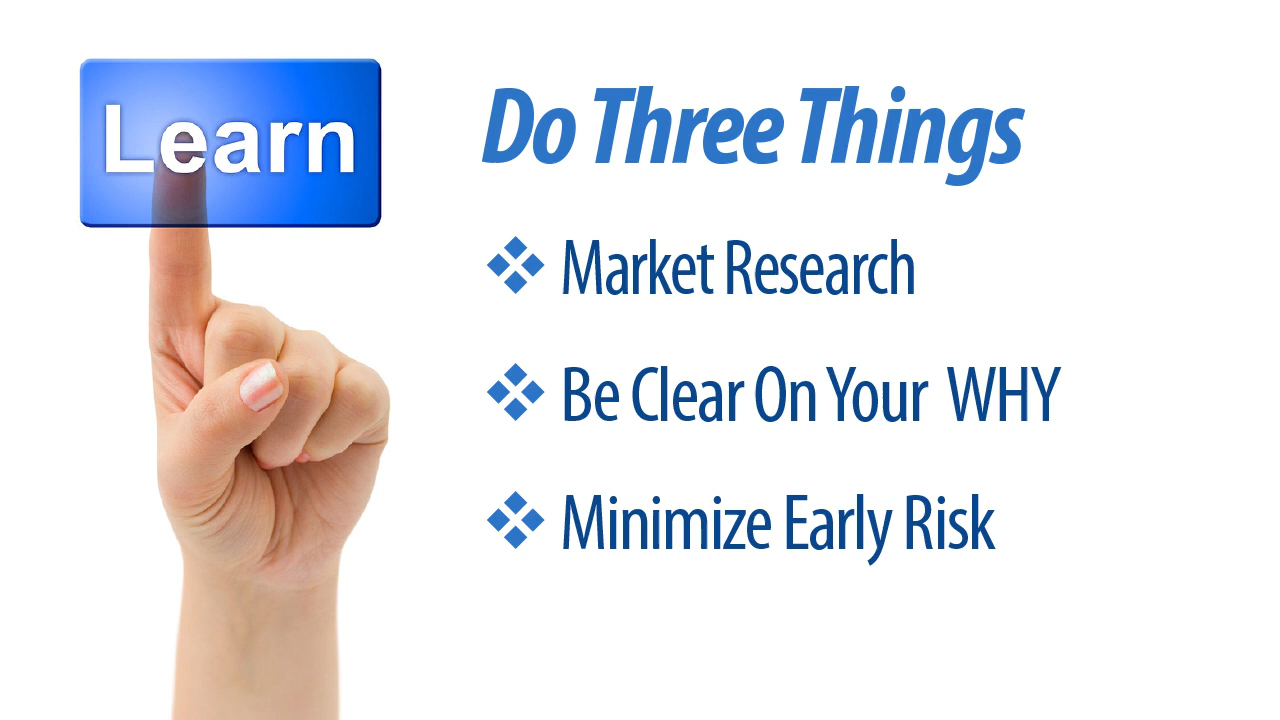 Learn
Do Three Things
Market Research
Be Clear On Your WHY
Minimize Early Risk